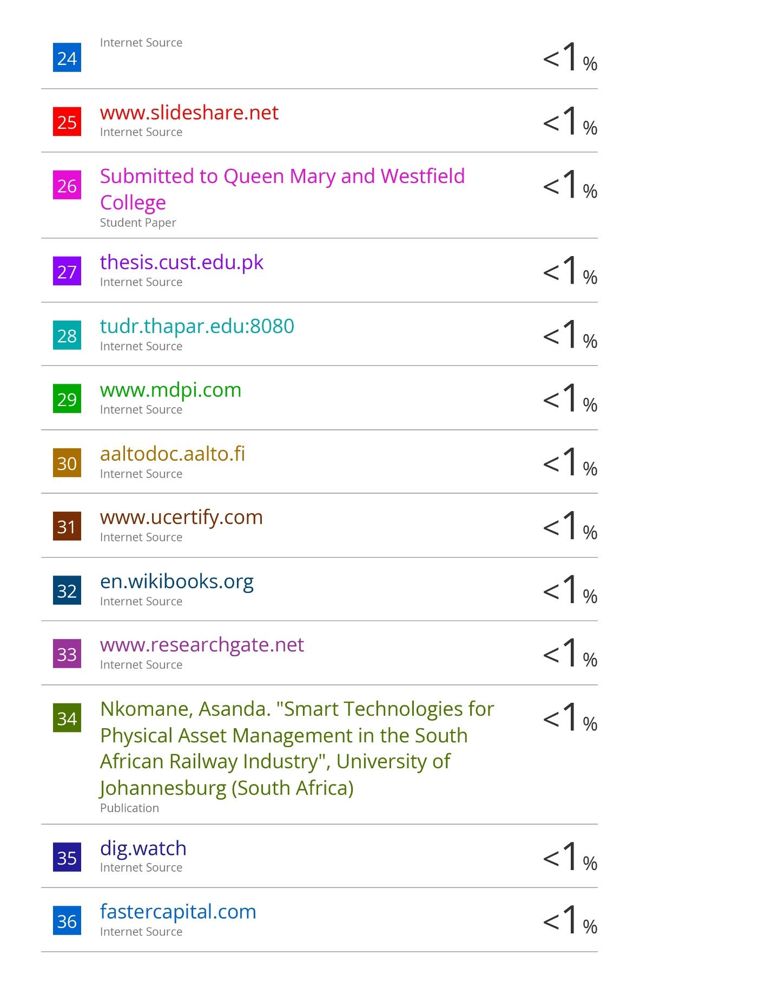 24
Internet Source
<1%
25
www.slideshare.net
Internet Source
<1%
26
Submitted to Queen Mary and Westfield
College
Student Paper
<1%
27
thesis.cust.edu.pk
Internet Source
<1%
28
tudr.thapar.edu:8080
Internet Source
<1%
29
www.mdpi.com
Internet Source
<1%
30
aaltodoc.aalto.fi
Internet Source
<1%
31
www.ucertify.com
Internet Source
<1%
32
en.wikibooks.org
Internet Source
<1%
33
www.researchgate.net
Internet Source
<1%
34
Nkomane, Asanda. "Smart Technologies for
Physical Asset Management in the South
African Railway Industry", University of
Johannesburg (South Africa)
Publication
<1%
35
dig.watch
Internet Source
<1%
36
fastercapital.com
Internet Source
<1%